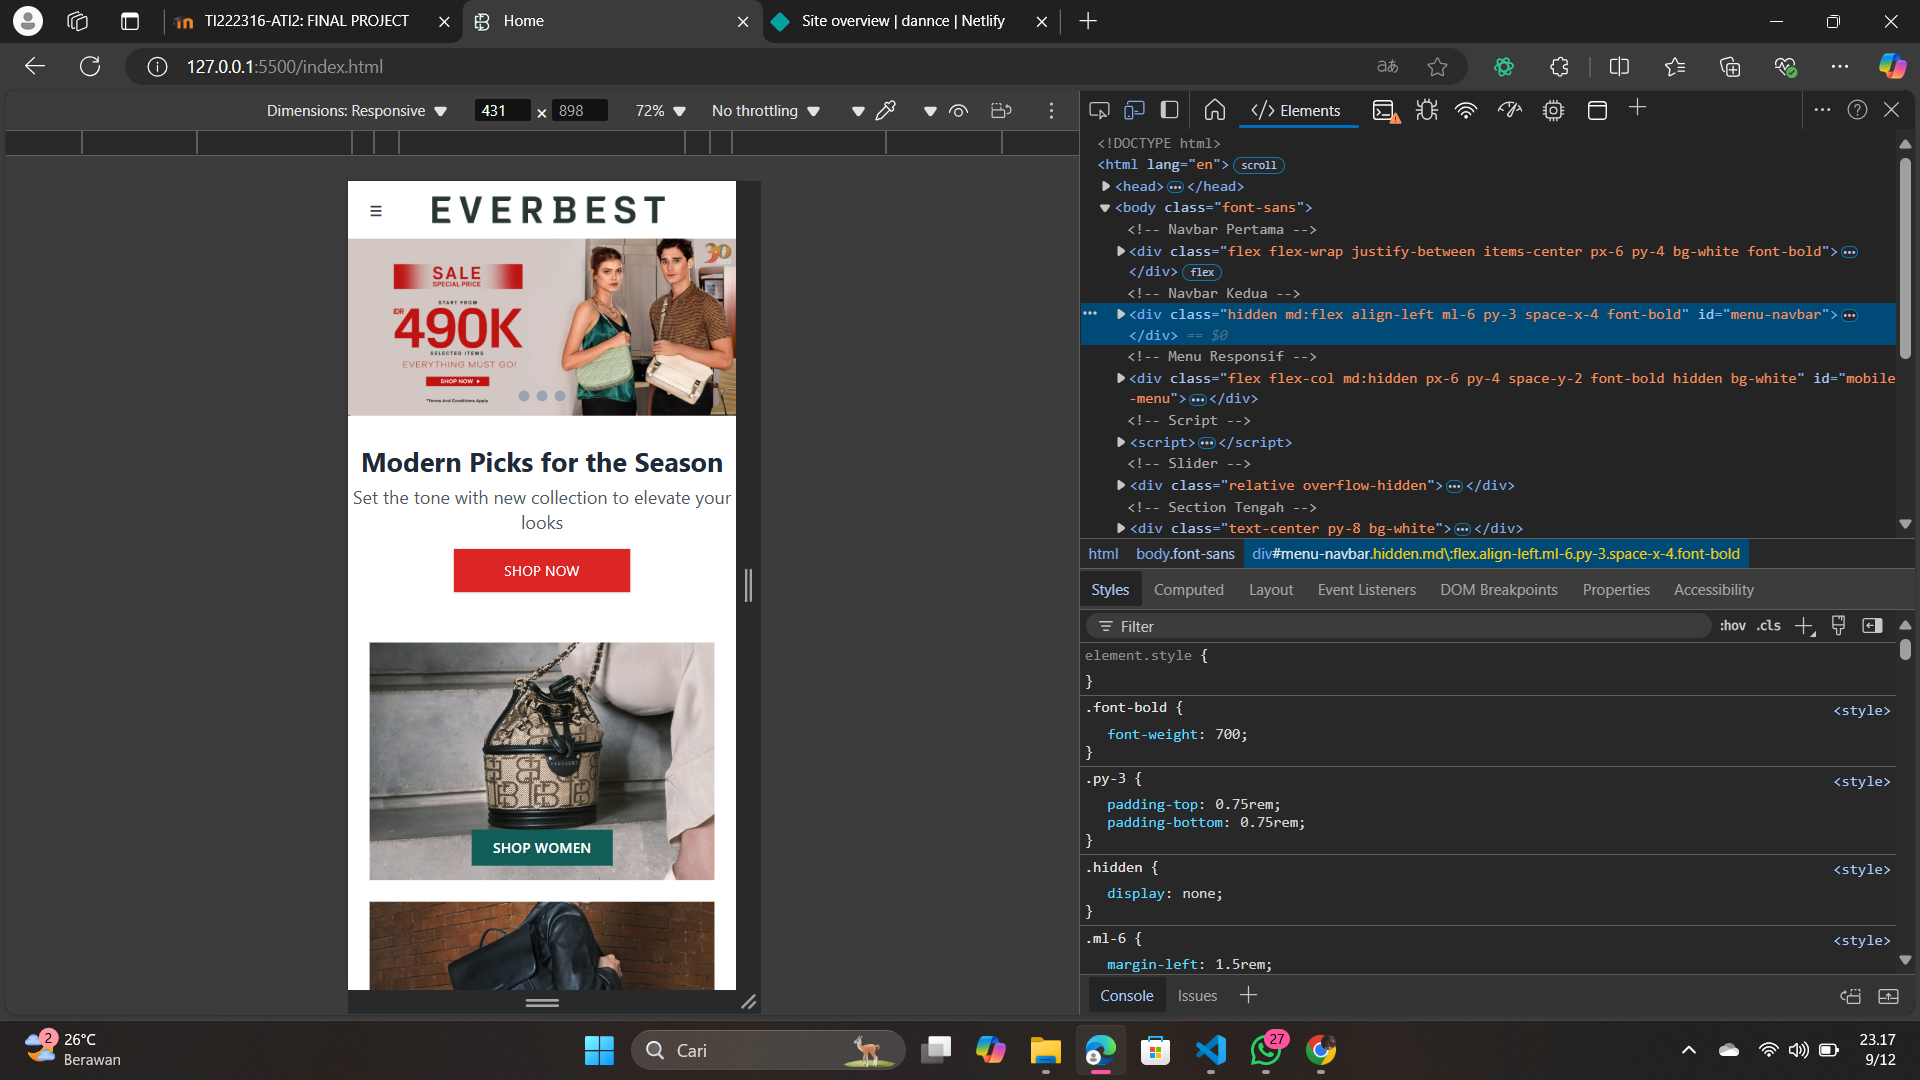 TI222316-ATI2: FINAL PROJECT
Home
Site overview | dannce | Netlify
127.0.0.1:5500/index.html
Dimensions: Responsive
431 × 898
72%
No throttling
Elements
EVERBEST
SALE
SPECIAL PRICE
START FROM
IDR 490K
SELECTED ITEMS
EVERYTHING MUST GO!
SHOP NOW
*Terms And Conditions Apply
30
Modern Picks for the Season
Set the tone with new collection to elevate your
looks
SHOP NOW
EVERBEST
SHOP WOMEN
<!DOCTYPE html>
<html lang="en"> scroll
<head>…</head>
<body class="font-sans">
<!-- Navbar Pertama -->
<div class="flex flex-wrap justify-between items-center px-6 py-4 bg-white font-bold">…
</div> flex
<!-- Navbar Kedua -->
<div class="hidden md:flex align-left ml-6 py-3 space-x-4 font-bold" id="menu-navbar">…
</div> == $0
<!-- Menu Responsif -->
<div class="flex flex-col md:hidden px-6 py-4 space-y-2 font-bold hidden bg-white" id="mobile
-menu">…</div>
<!-- Script -->
<script>…</script>
<!-- Slider -->
<div class="relative overflow-hidden">…</div>
<!-- Section Tengah -->
<div class="text-center py-8 bg-white">…</div>
html body.font-sans div#menu-navbar.hidden.md\:flex.align-left.ml-6.py-3.space-x-4.font-bold
Styles Computed Layout Event Listeners DOM Breakpoints Properties Accessibility
Filter :hov .cls
element.style {
}
.font-bold { <style>
font-weight: 700;
}
.py-3 { <style>
padding-top: 0.75rem;
padding-bottom: 0.75rem;
}
.hidden { <style>
display: none;
}
.ml-6 { <style>
margin-left: 1.5rem;
Console Issues
2
26°C
Berawan
Cari
27
23.17
9/12